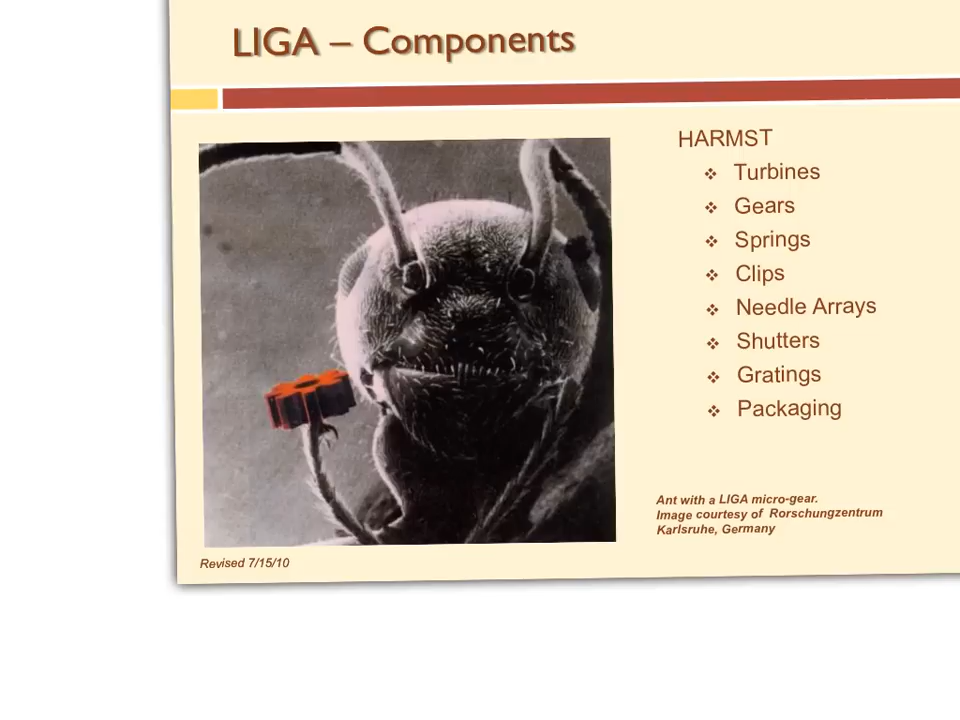 LIGA – Components
HARMST
❖ Turbines
❖ Gears
❖ Springs
❖ Clips
❖ Needle Arrays
❖ Shutters
❖ Gratings
❖ Packaging
Ant with a LIGA micro-gear.
Image courtesy of Rorschungzentrum
Karlsruhe, Germany
Revised 7/15/10